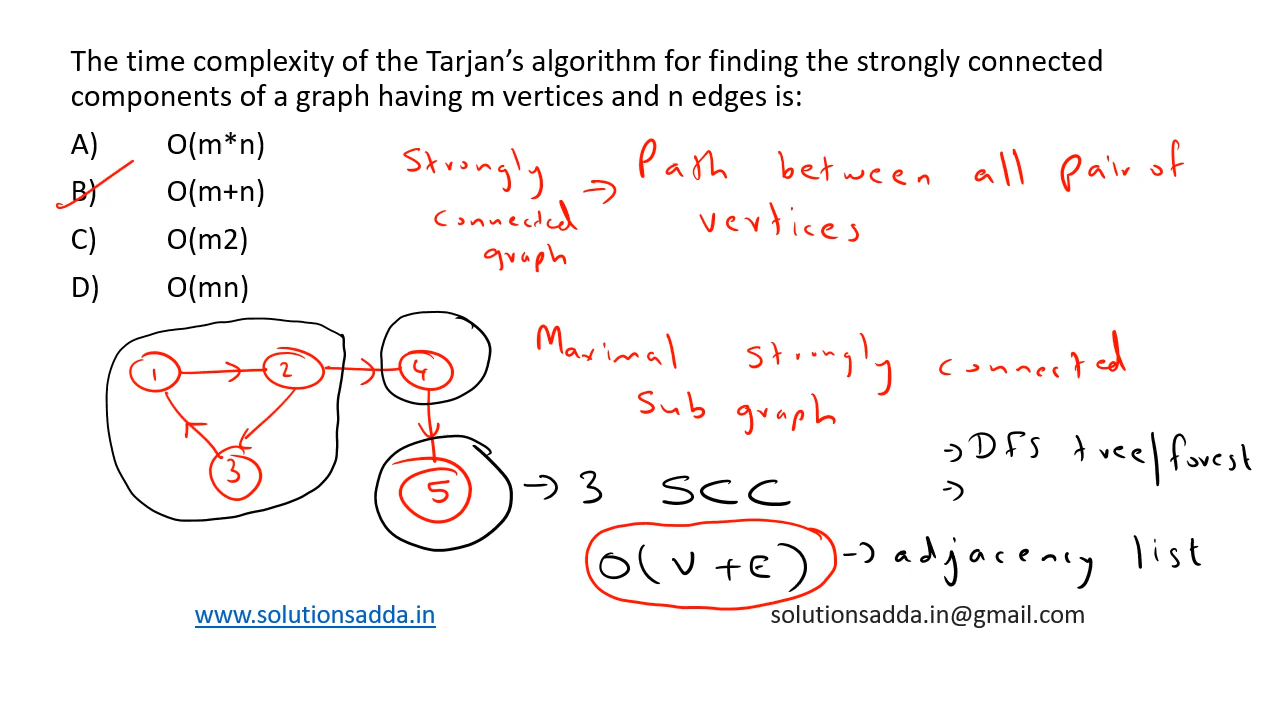 The time complexity of the Tarjan’s algorithm for finding the strongly connected
components of a graph having m vertices and n edges is:
A) O(m*n)
B) O(m+n)
C) O(m2)
D) O(mn)
Strongly
connected
graph
→ Path between all pair of
vertices
1 2 4
3
5
Maximal strongly connected
Sub graph
→ DFS tree/forest
→
→ 3 SCC
O(V+E) → adjacency list
www.solutionsadda.in solutionsadda.in@gmail.com